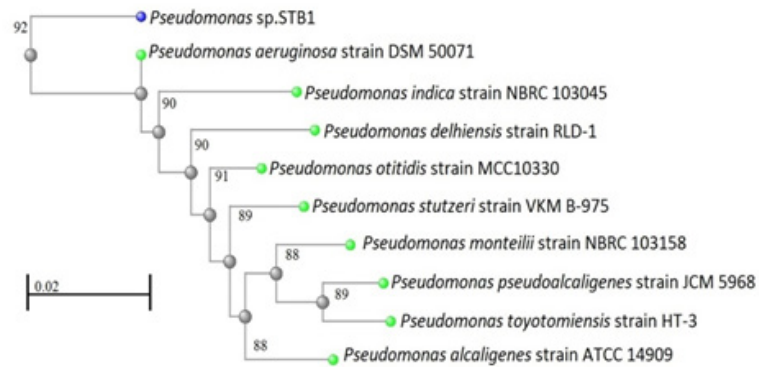 92
Pseudomonas sp.STB1
Pseudomonas aeruginosa strain DSM 50071
90
Pseudomonas indica strain NBRC 103045
90
Pseudomonas delhiensis strain RLD-1
91
Pseudomonas otitidis strain MCC10330
89
Pseudomonas stutzeri strain VKM B-975
88
Pseudomonas monteilii strain NBRC 103158
0.02
89
Pseudomonas pseudoalcaligenes strain JCM 5968
Pseudomonas toyotomiensis strain HT-3
88
Pseudomonas alcaligenes strain ATCC 14909